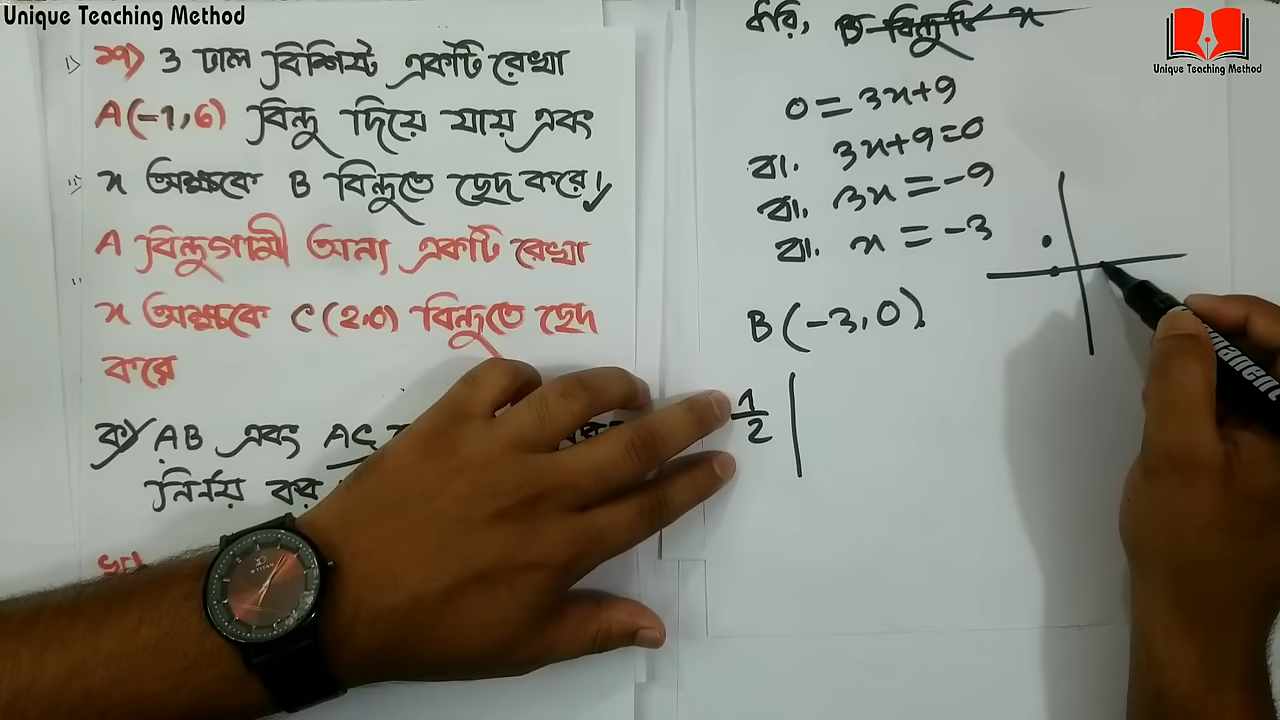 Unique Teaching Method
১৯) 3 ঢাল বিশিষ্ট একটি রেখা
A(-1,6) বিন্দু দিয়ে যায় এবং
x অক্ষকে B বিন্দুতে ছেদ করে।
A বিন্দুগামী অন্য একটি রেখা
x অক্ষকে C(2,0) বিন্দুতে ছেদ
করে
ক) AB এবং AC
নির্ণয় কর
ধরি, B বিন্দুটি x
0=3x+9
বা. 3x+9=0
বা. 3x=-9
বা. x=-3
B(-3,0).
1/2 |
Unique Teaching Method
permanent